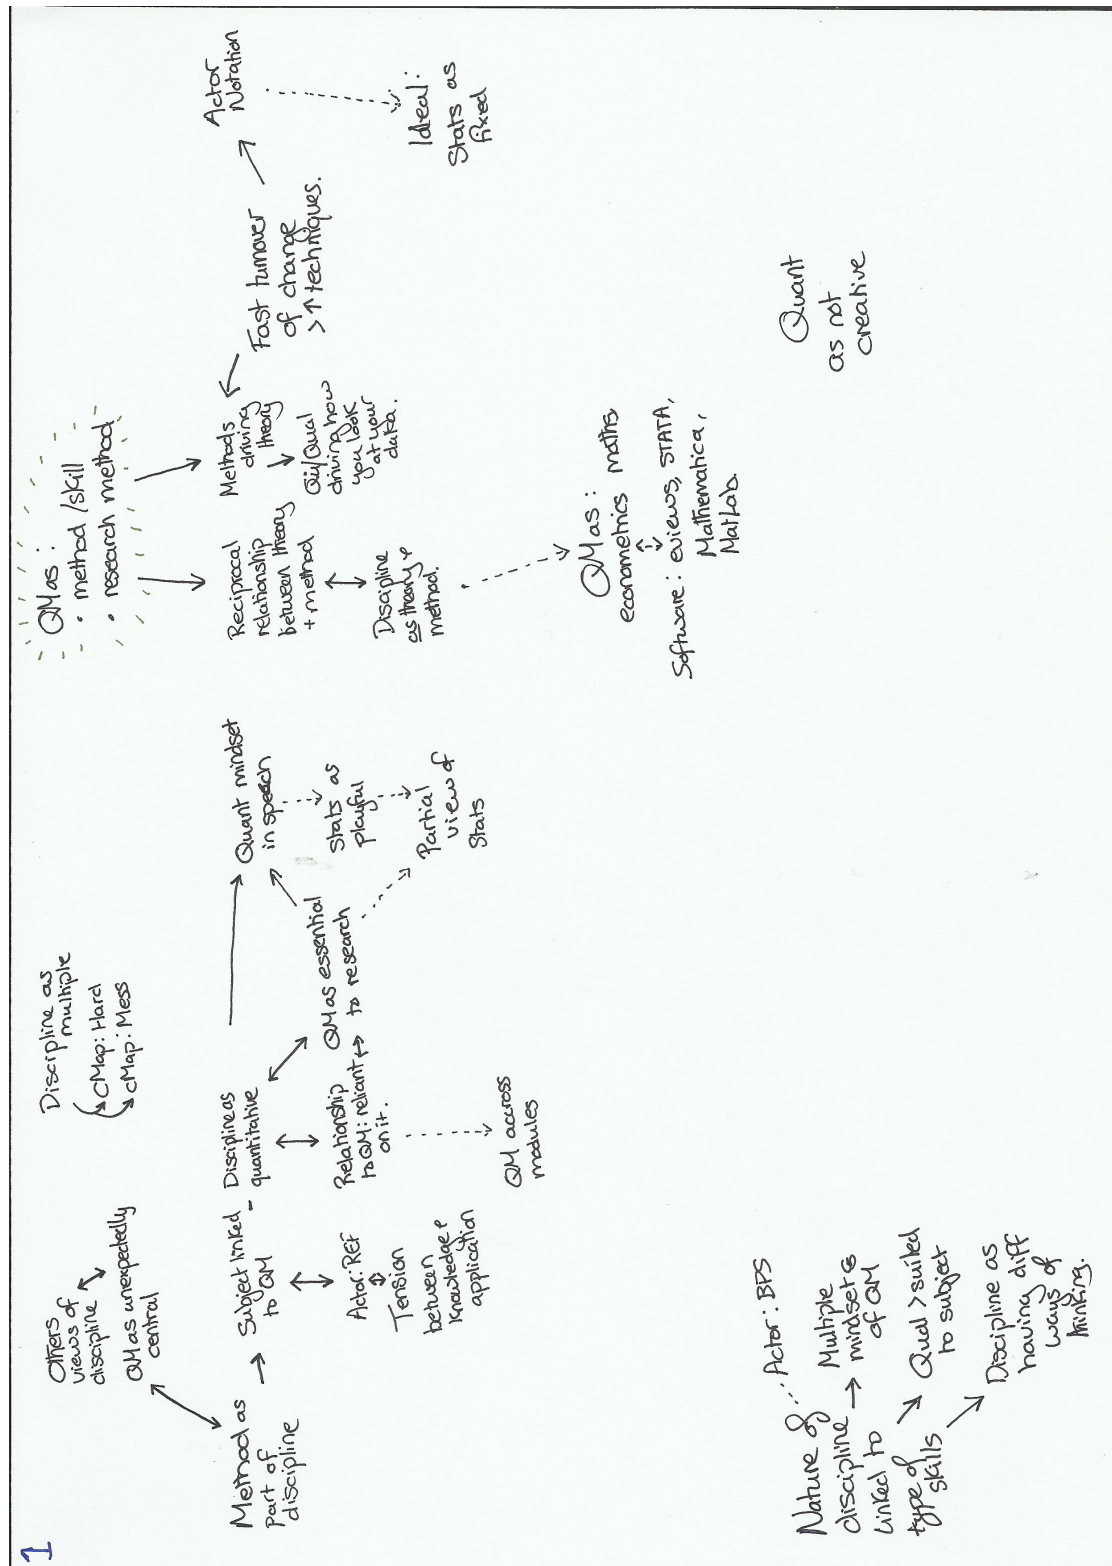 1
Others
views of
discipline
QM as unexpectedly
central
Method as
Part of
discipline
Subject linked -
to QM
Actor: REF
Tension
between
Knowledge &
application
Discipline as
multiple
CMap: Hard
CMap: Mess
Discipline as
quantitative
Relationship
to QM: reliant
on it.
QM accross
modules
QM as essential
to research
Quant mindset
in speech
Stats as
playful
Partial
view of
Stats
QM as:
• method /skill
• research method
Reciprocal
relationship
between theory
+ method
Discipline
as theory &
method.
Methods
driving
theory
driving how
you look
at your
data.
Fast turnover
of change
> ↑ techniques.
Actor
Notation
Ideal:
Stats as
fixed
QM as:
econometrics maths
Software: eviews, STATA,
Mathematica,
MatLab.
Quant
as not
creative
Nature of
discipline
linked to
type of
skills
Actor: BPS
Multiple
mindsets
of QM
Qual > suited
to subject
Discipline as
having diff
ways of
thinking.